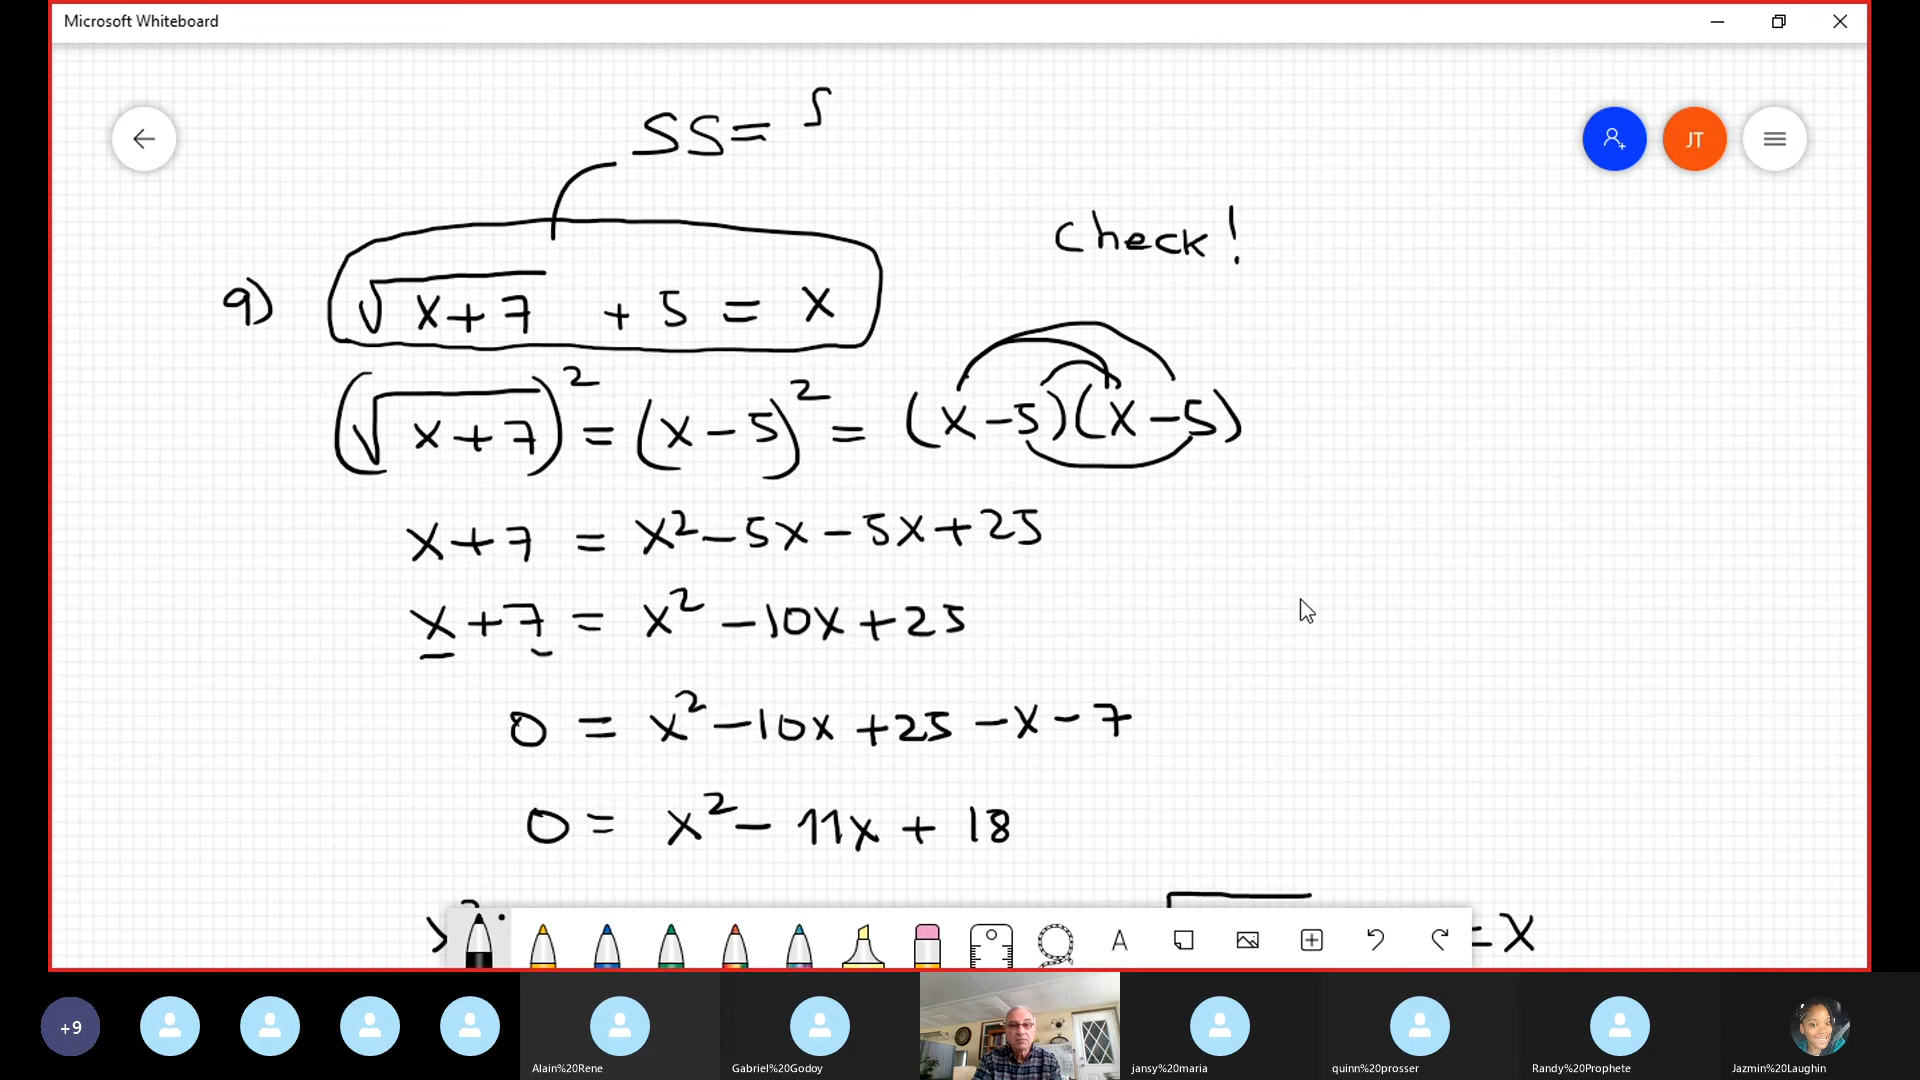 Microsoft Whiteboard
SS = {
JT
check!
9) √(x+7) + 5 = x
(√(x+7))² = (x-5)² = (x-5)(x-5)
x+7 = x²-5x-5x+25
x+7 = x²-10x+25
0 = x²-10x+25-x-7
0 = x²-11x+18
= x
A
+9
Alain%20Rene
Gabriel%20Godoy
jansy%20maria
quinn%20prosser
Randy%20Prophete
Jazmin%20Laughin